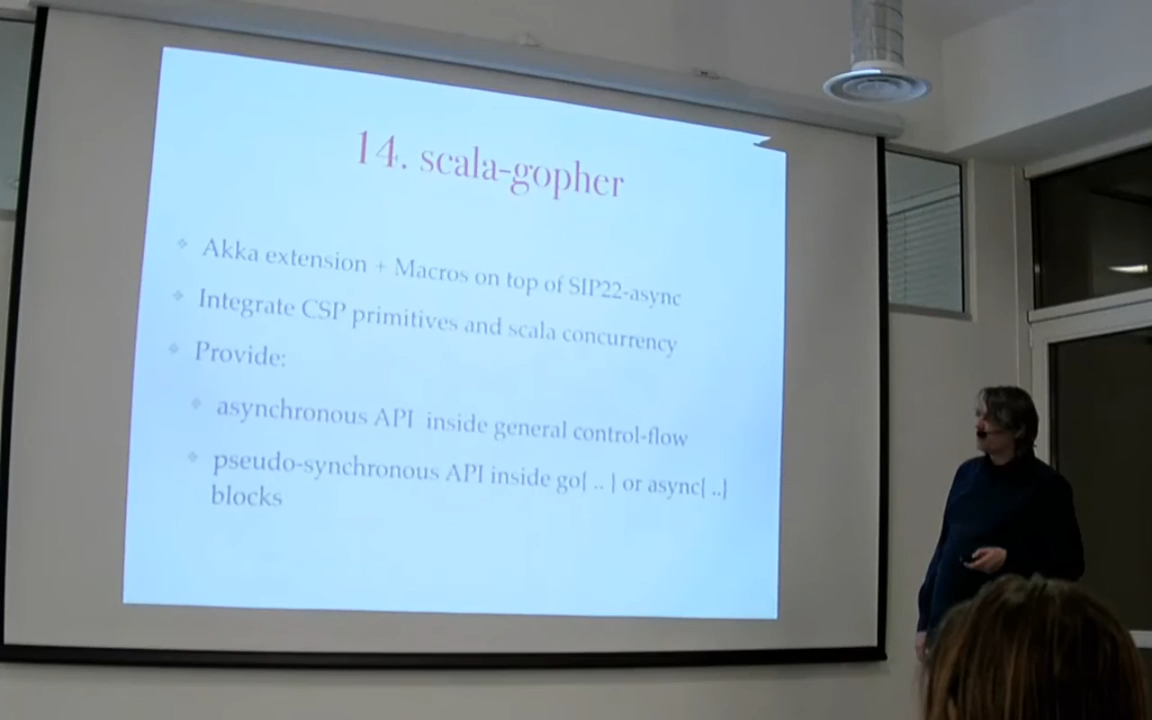 14. scala-gopher
Akka extension + Macros on top of SIP22-async
Integrate CSP primitives and scala concurrency
Provide:
asynchronous API inside general control-flow
pseudo-synchronous API inside go{ .. } or async{ ..}
blocks